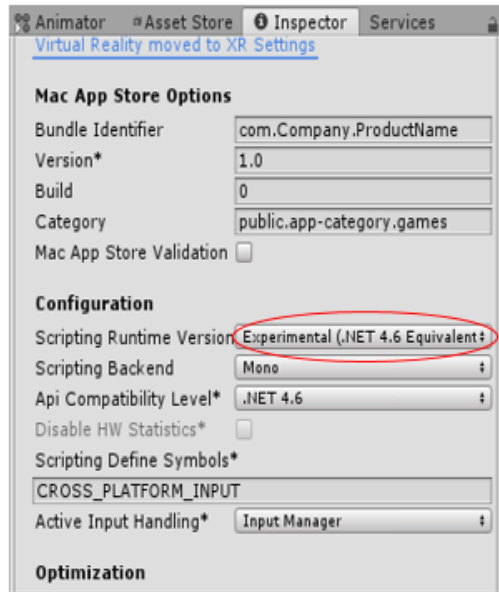 Animator Asset Store Inspector Services
Virtual Reality moved to XR Settings
Mac App Store Options
Bundle Identifier com.Company.ProductName
Version* 1.0
Build 0
Category public.app-category.games
Mac App Store Validation
Configuration
Scripting Runtime Version Experimental (.NET 4.6 Equivalent
Scripting Backend Mono
Api Compatibility Level* .NET 4.6
Disable HW Statistics*
Scripting Define Symbols*
CROSS_PLATFORM_INPUT
Active Input Handling* Input Manager
Optimization